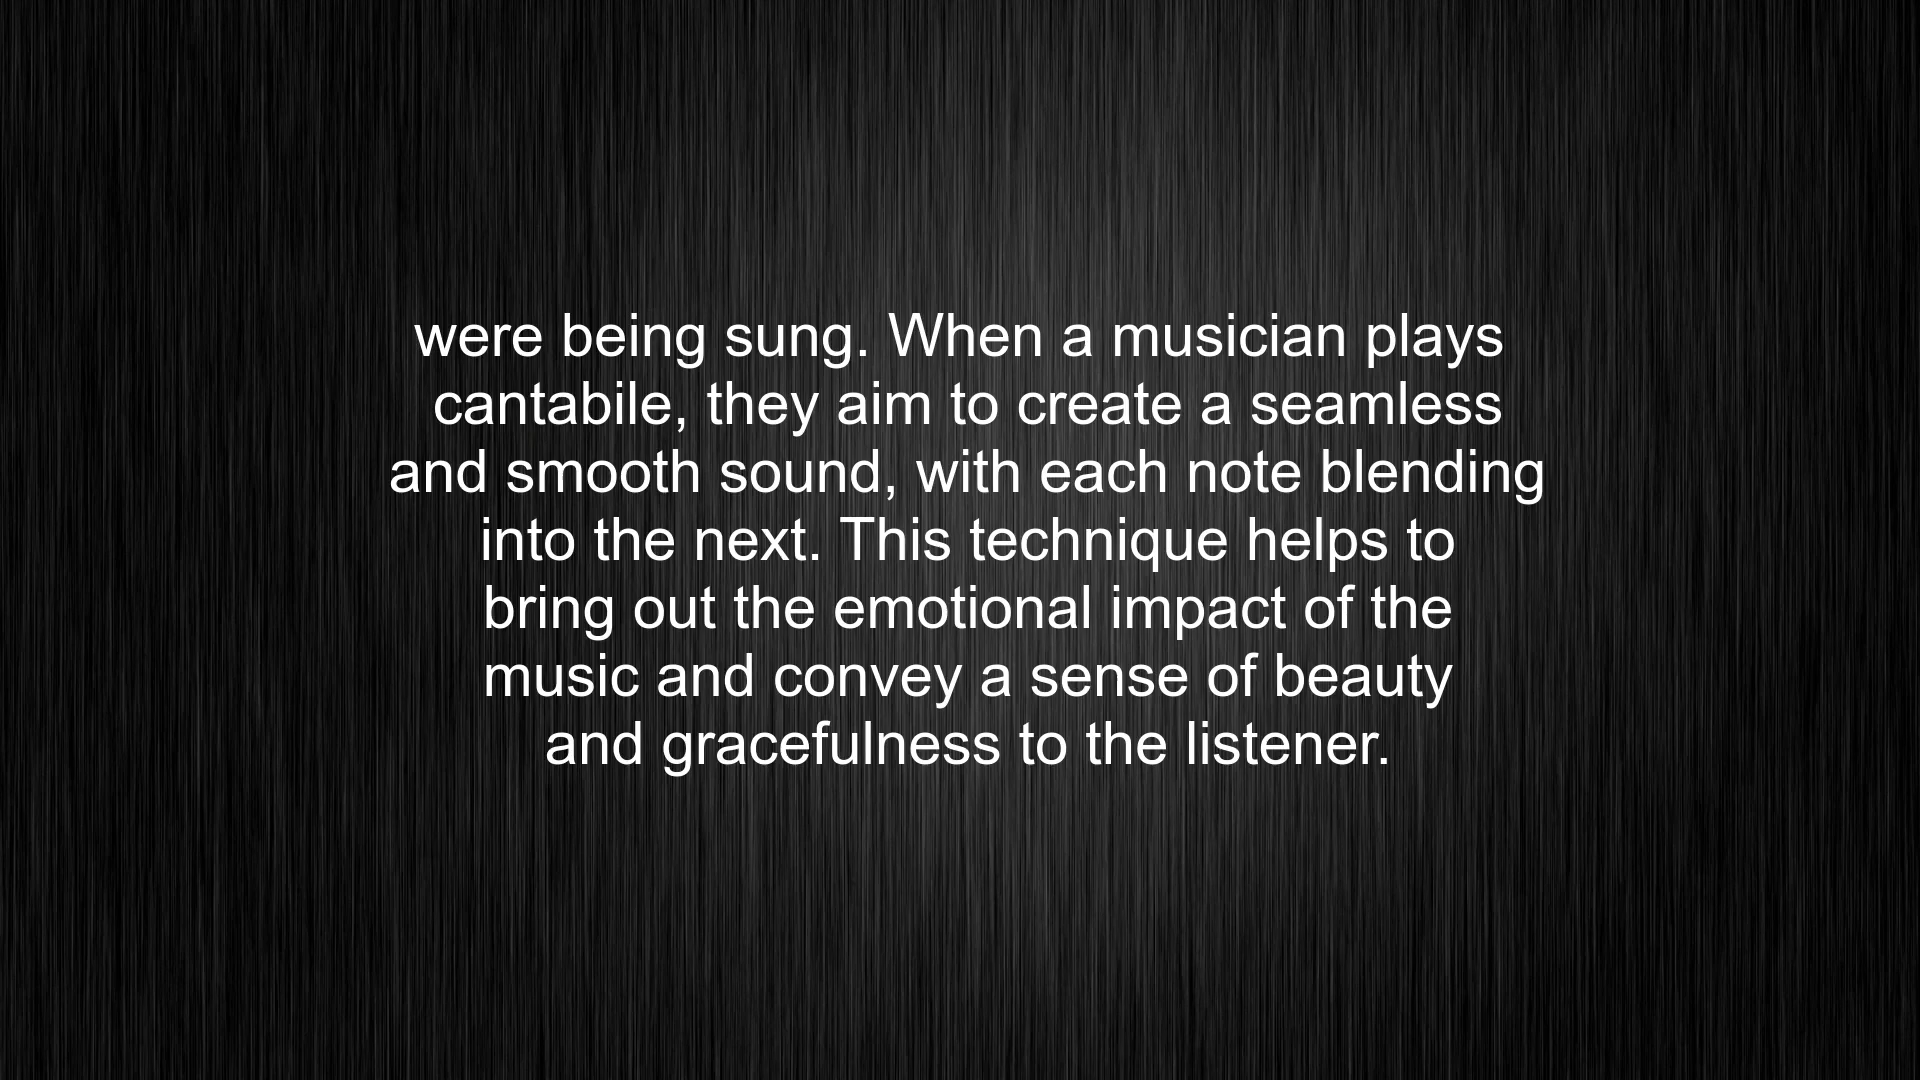 were being sung. When a musician plays
cantabile, they aim to create a seamless
and smooth sound, with each note blending
into the next. This technique helps to
bring out the emotional impact of the
music and convey a sense of beauty
and gracefulness to the listener.